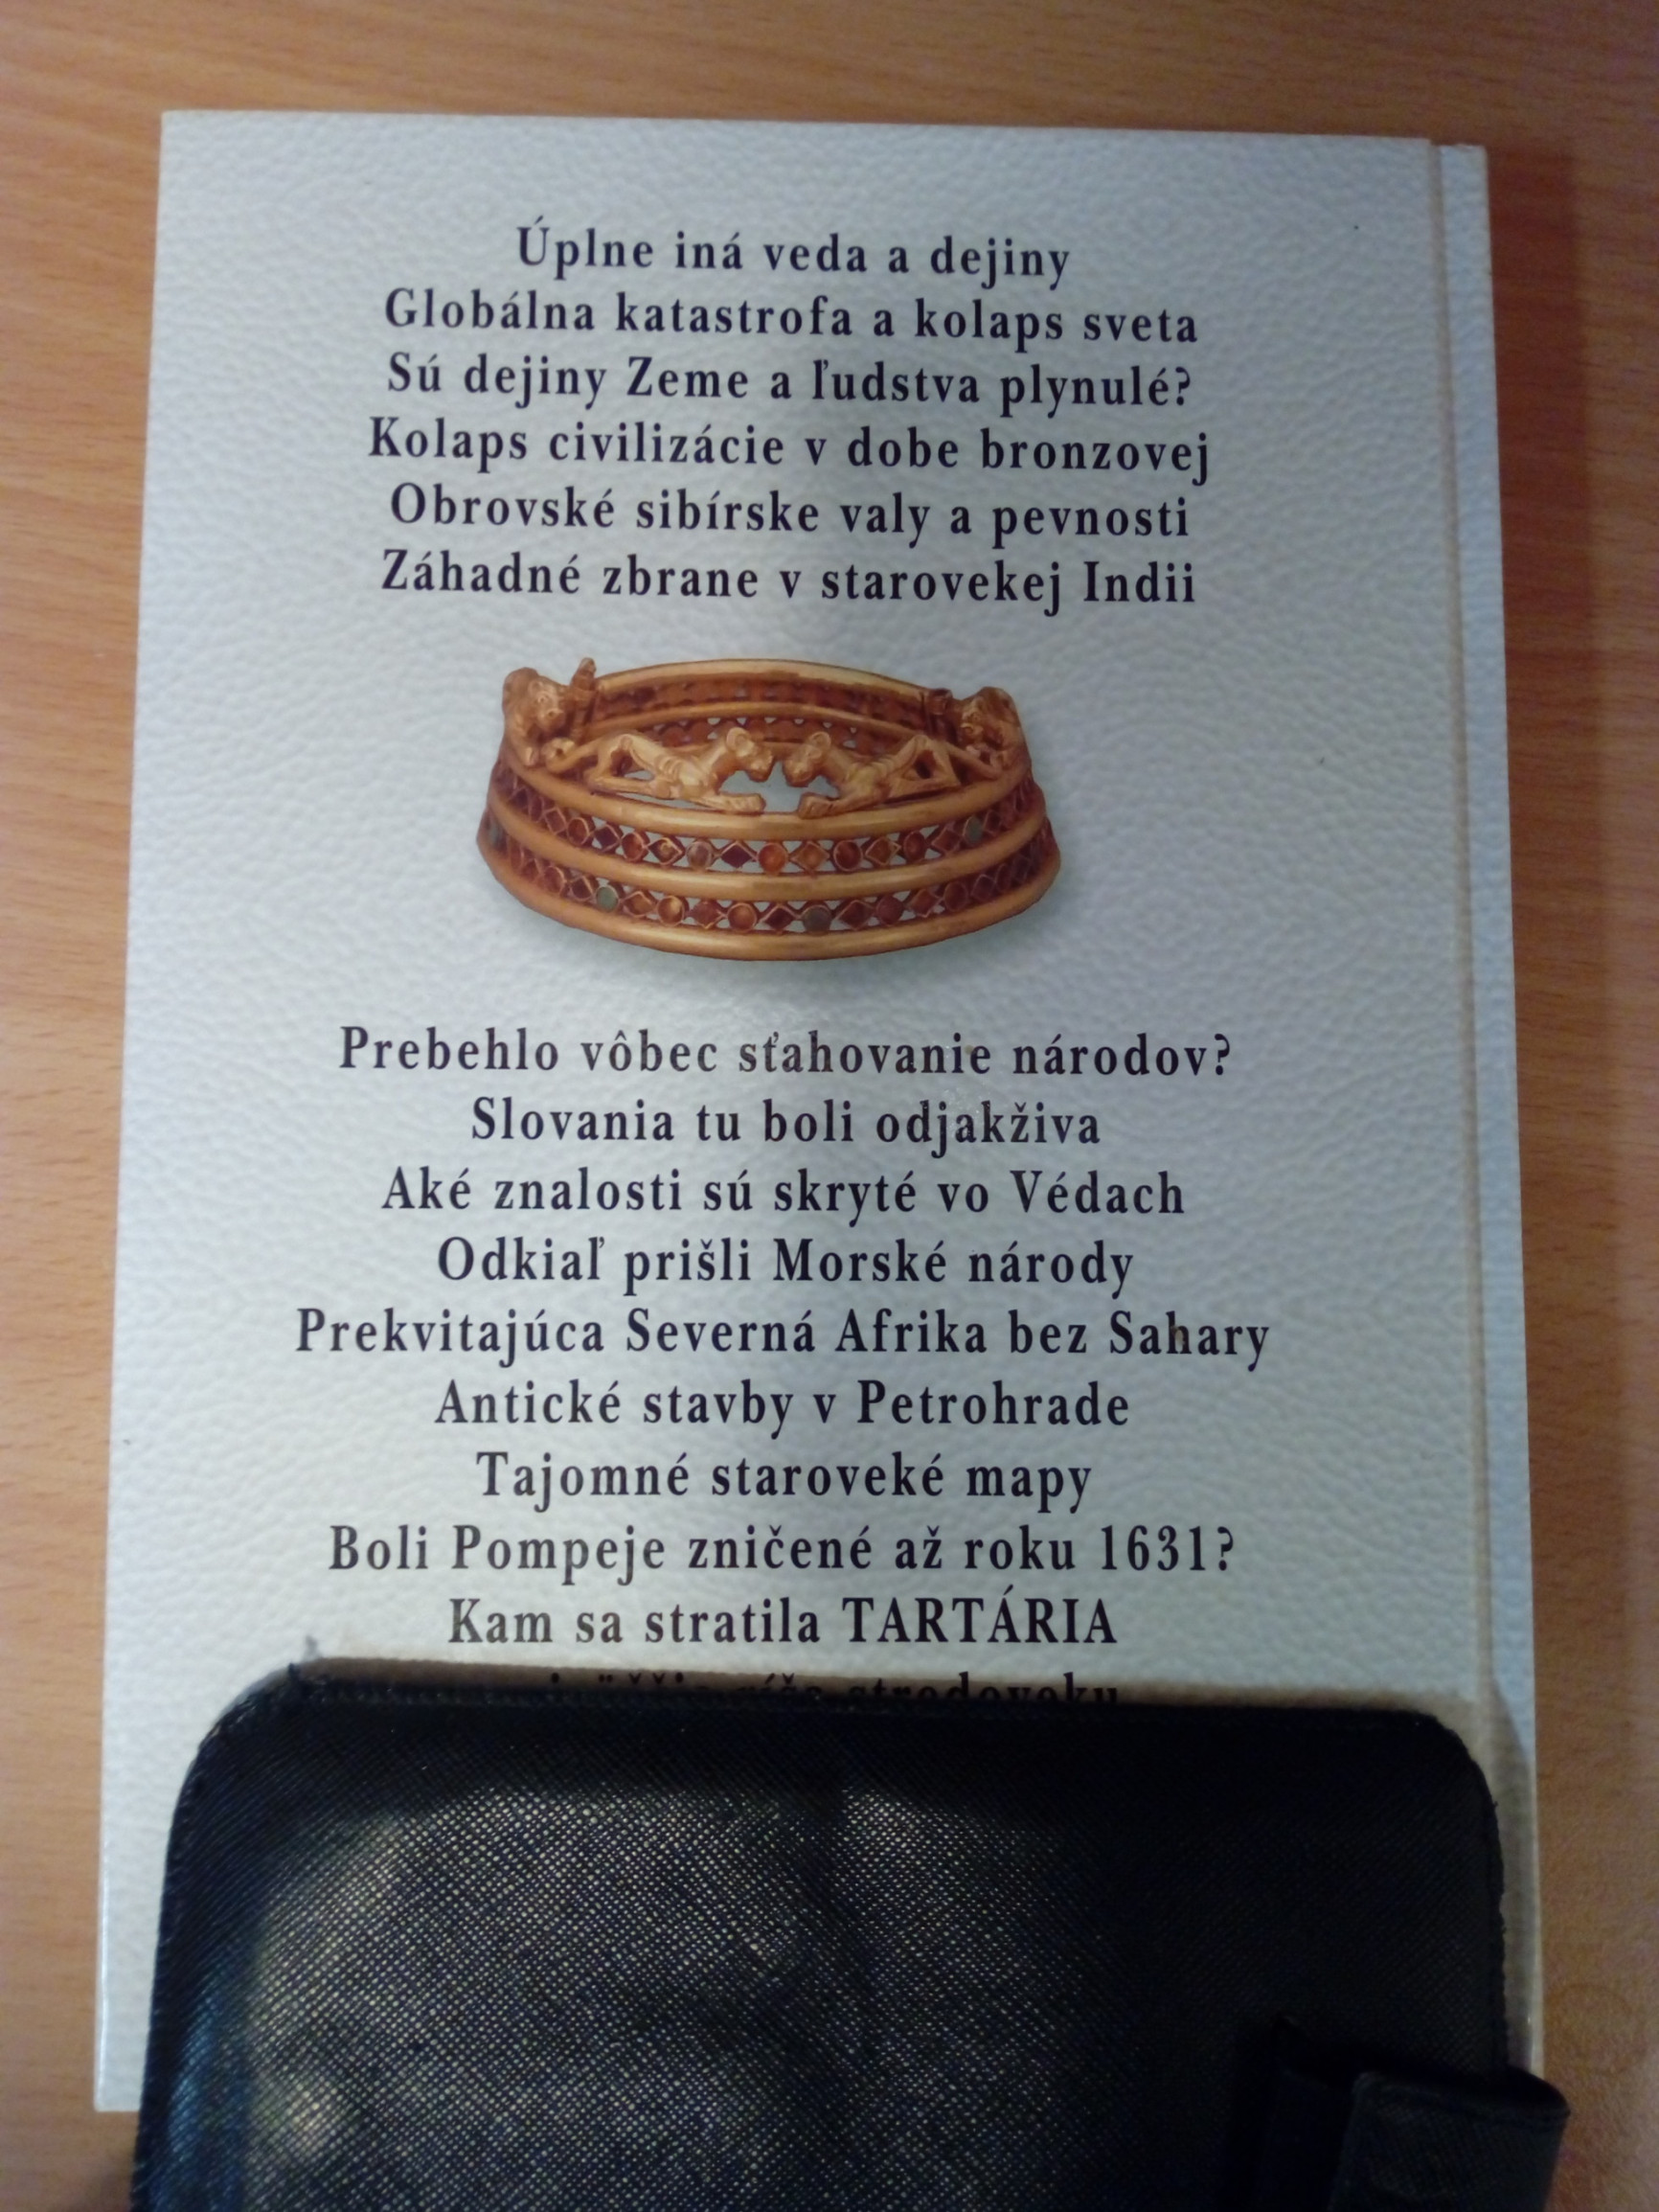 Úplne iná veda a dejiny
Globálna katastrofa a kolaps sveta
Sú dejiny Zeme a ľudstva plynulé?
Kolaps civilizácie v dobe bronzovej
Obrovské sibírske valy a pevnosti
Záhadné zbrane v starovekej Indii
Prebehlo vôbec sťahovanie národov?
Slovania tu boli odjakživa
Aké znalosti sú skryté vo Védach
Odkiaľ prišli Morské národy
Prekvitajúca Severná Afrika bez Sahary
Antické stavby v Petrohrade
Tajomné staroveké mapy
Boli Pompeje zničené až roku 1631?
Kam sa stratila TARTÁRIA
stredoveku